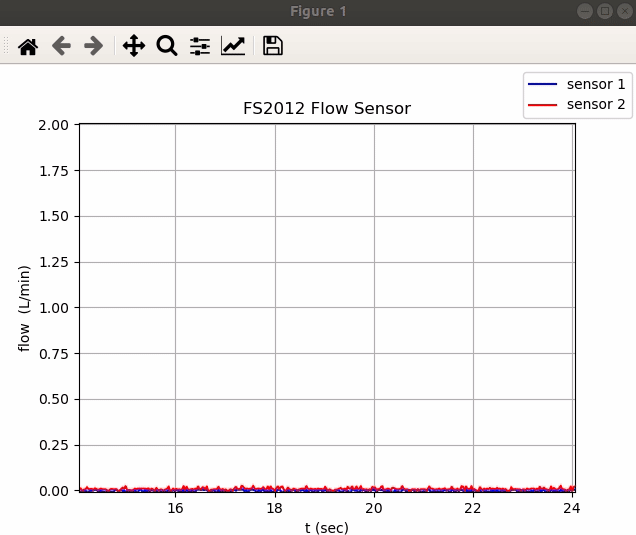 Figure 1
sensor 1
sensor 2
FS2012 Flow Sensor
2.00
1.75
1.50
1.25
1.00
0.75
0.50
0.25
0.00
flow (L/min)
16
18
20
22
24
t (sec)